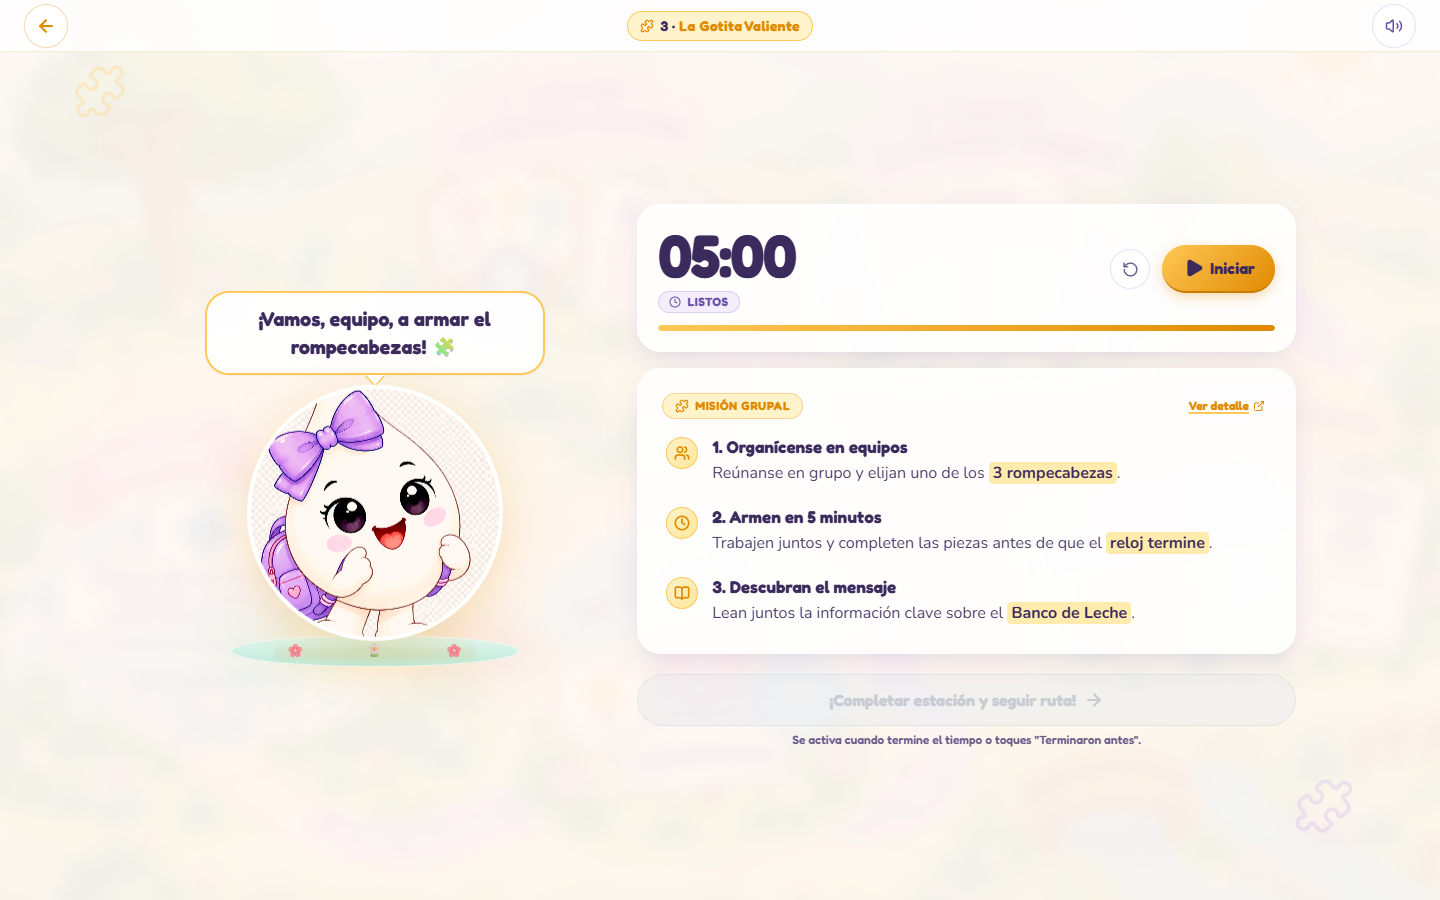 3 · La Gotita Valiente
¡Vamos, equipo, a armar el
rompecabezas!
05:00
LISTOS
Iniciar
MISIÓN GRUPAL
Ver detalle
1. Organícense en equipos
Reúnanse en grupo y elijan uno de los 3 rompecabezas.
2. Armen en 5 minutos
Trabajen juntos y completen las piezas antes de que el reloj termine.
3. Descubran el mensaje
Lean juntos la información clave sobre el Banco de Leche.
¡Completar estación y seguir ruta!
Se activa cuando termine el tiempo o toques "Terminaron antes".